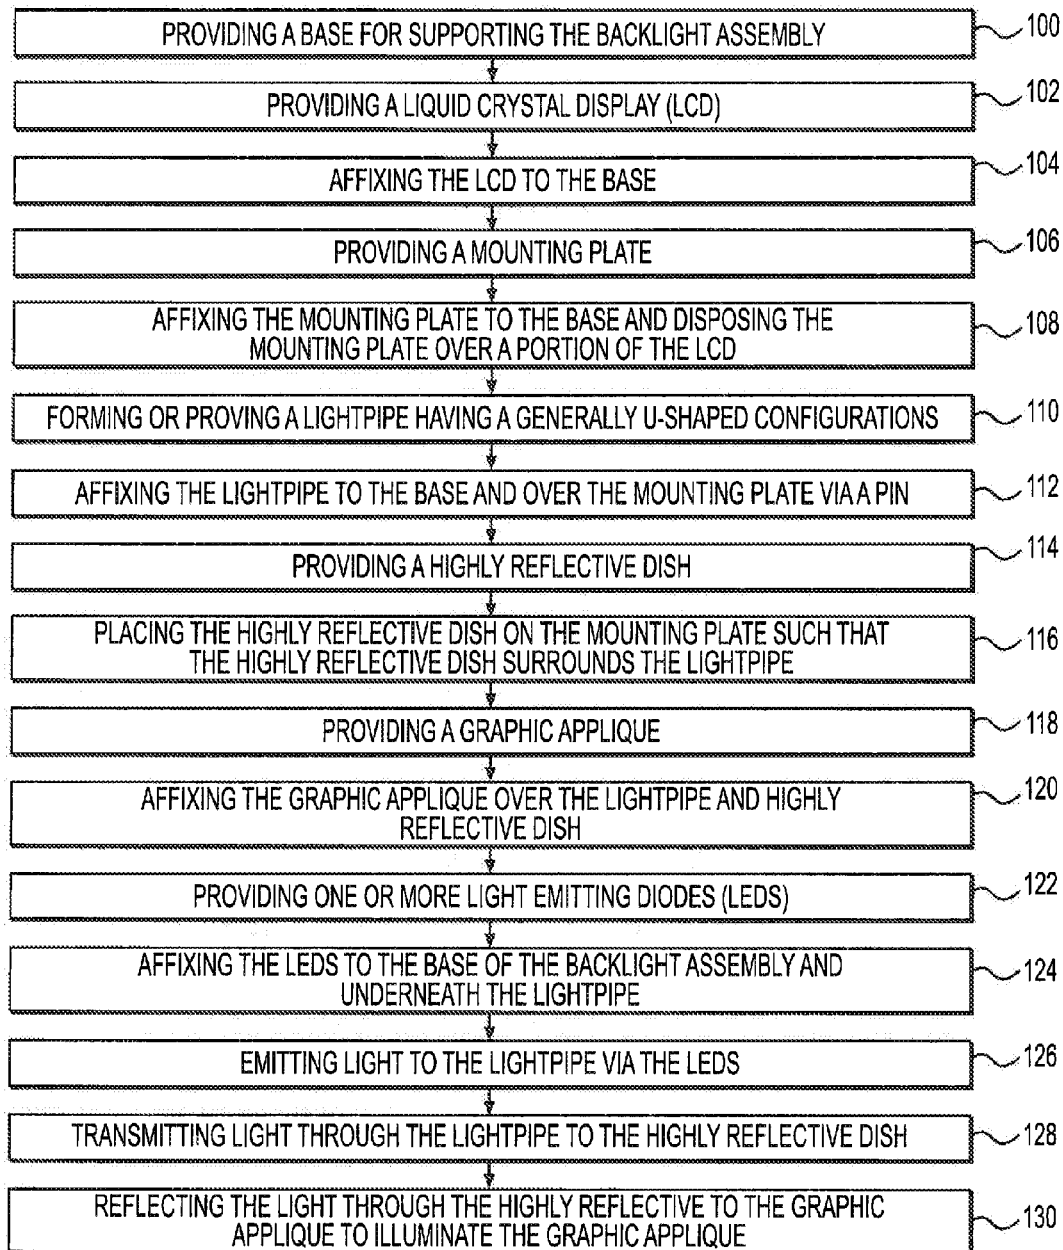 PROVIDING A BASE FOR SUPPORTING THE BACKLIGHT ASSEMBLY
100
PROVIDING A LIQUID CRYSTAL DISPLAY (LCD)
102
AFFIXING THE LCD TO THE BASE
104
PROVIDING A MOUNTING PLATE
106
AFFIXING THE MOUNTING PLATE TO THE BASE AND DISPOSING THE
MOUNTING PLATE OVER A PORTION OF THE LCD
108
FORMING OR PROVING A LIGHTPIPE HAVING A GENERALLY U-SHAPED CONFIGURATIONS
110
AFFIXING THE LIGHTPIPE TO THE BASE AND OVER THE MOUNTING PLATE VIA A PIN
112
PROVIDING A HIGHLY REFLECTIVE DISH
114
PLACING THE HIGHLY REFLECTIVE DISH ON THE MOUNTING PLATE SUCH THAT
THE HIGHLY REFLECTIVE DISH SURROUNDS THE LIGHTPIPE
116
PROVIDING A GRAPHIC APPLIQUE
118
AFFIXING THE GRAPHIC APPLIQUE OVER THE LIGHTPIPE AND HIGHLY
REFLECTIVE DISH
120
PROVIDING ONE OR MORE LIGHT EMITTING DIODES (LEDS)
122
AFFIXING THE LEDS TO THE BASE OF THE BACKLIGHT ASSEMBLY AND
UNDERNEATH THE LIGHTPIPE
124
EMITTING LIGHT TO THE LIGHTPIPE VIA THE LEDS
126
TRANSMITTING LIGHT THROUGH THE LIGHTPIPE TO THE HIGHLY REFLECTIVE DISH
128
REFLECTING THE LIGHT THROUGH THE HIGHLY REFLECTIVE TO THE GRAPHIC
APPLIQUE TO ILLUMINATE THE GRAPHIC APPLIQUE
130